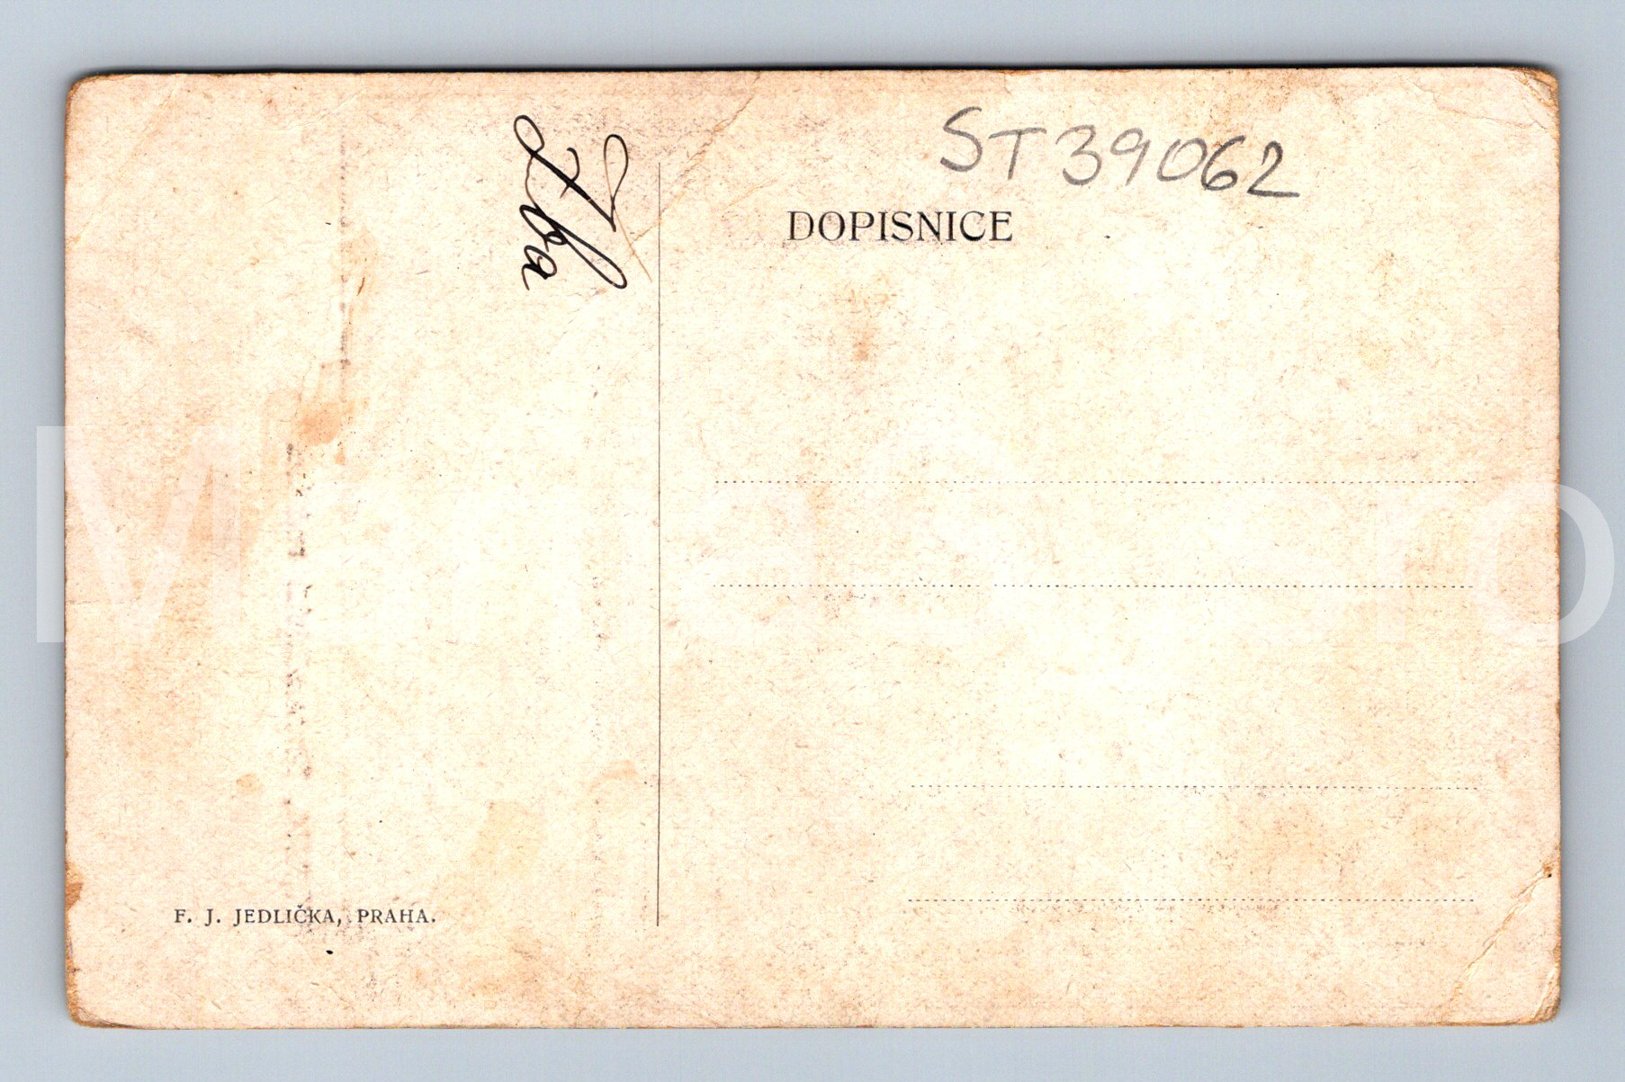 ST39062
DOPISNICE
F. J. JEDLIČKA, PRAHA.